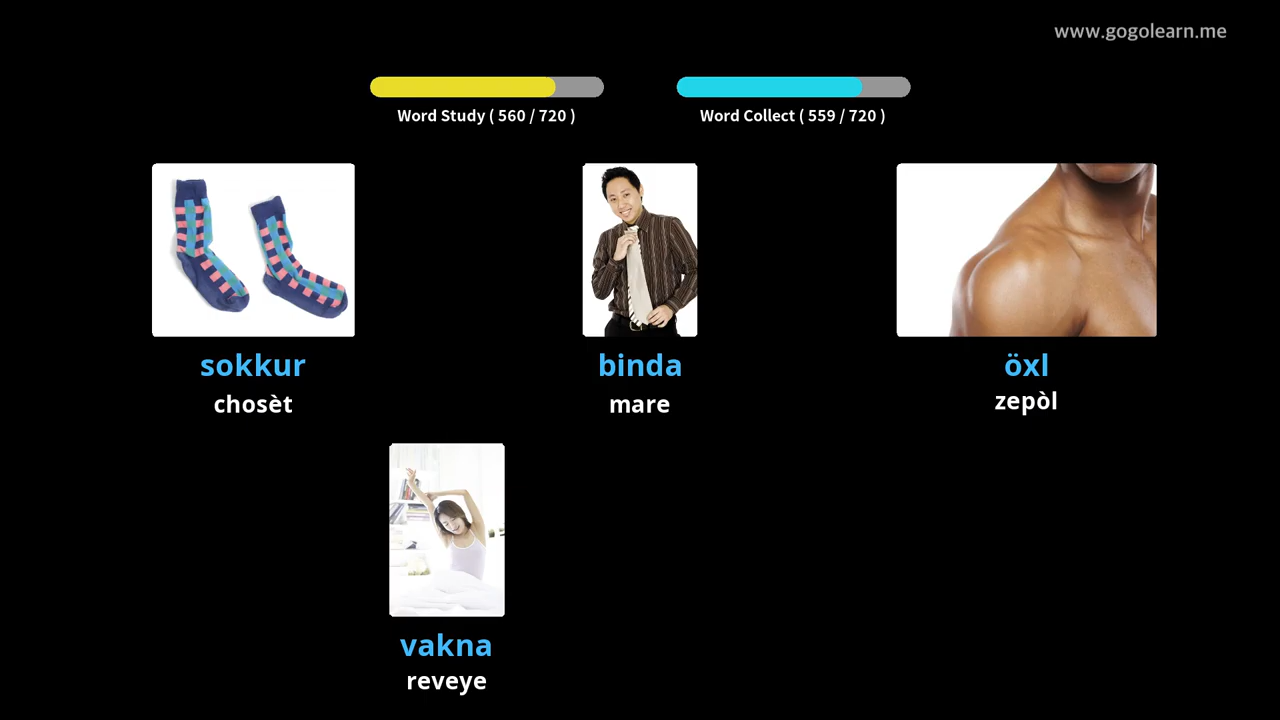 www.gogolearn.me
Word Study ( 560 / 720 )
Word Collect ( 559 / 720 )
sokkur
chosèt
binda
mare
öxl
zepòl
vakna
reveye